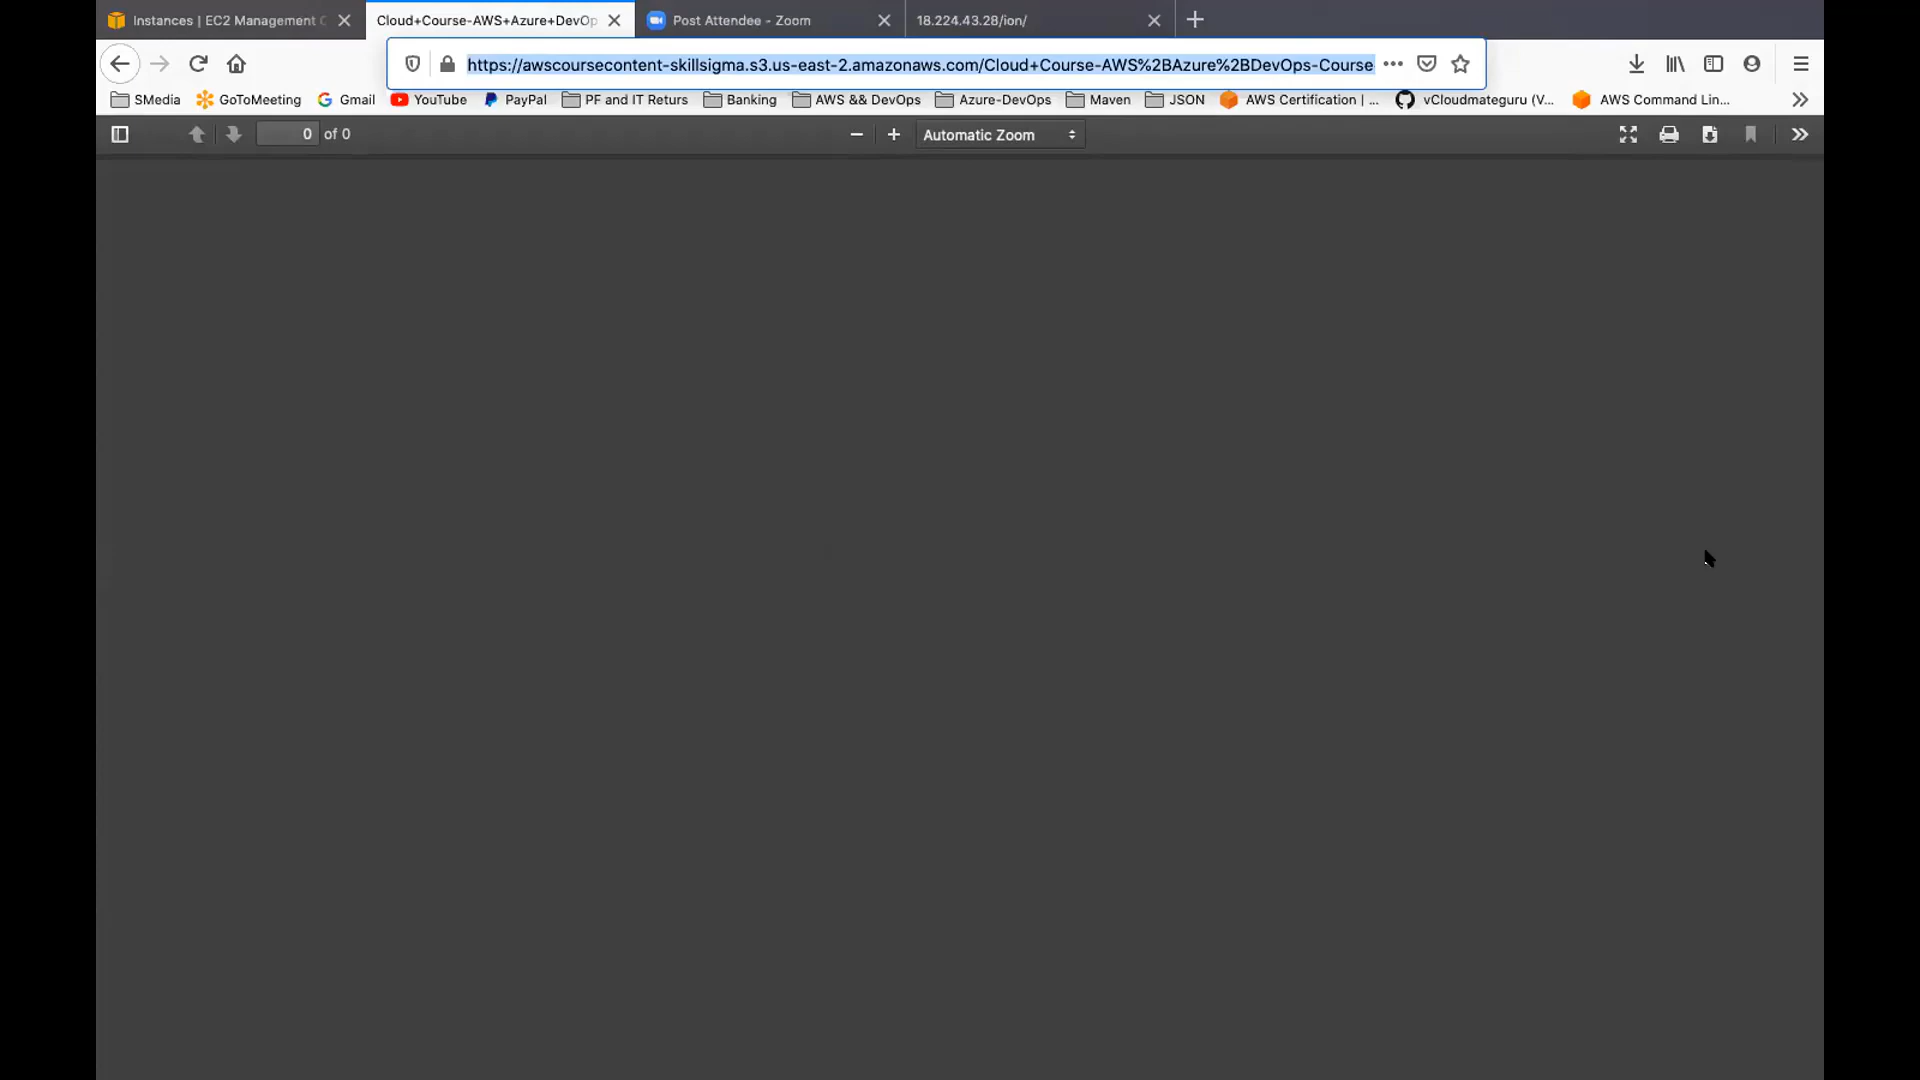 Instances | EC2 Management C
Cloud+Course-AWS+Azure+DevOp
Post Attendee - Zoom
18.224.43.28/ion/
https://awscoursecontent-skillsigma.s3.us-east-2.amazonaws.com/Cloud+Course-AWS%2BAzure%2BDevOps-Course
SMedia GoToMeeting Gmail YouTube PayPal PF and IT Returs Banking AWS && DevOps Azure-DevOps Maven JSON AWS Certification | ... vCloudmateguru (V... AWS Command Lin...
0 of 0 Automatic Zoom